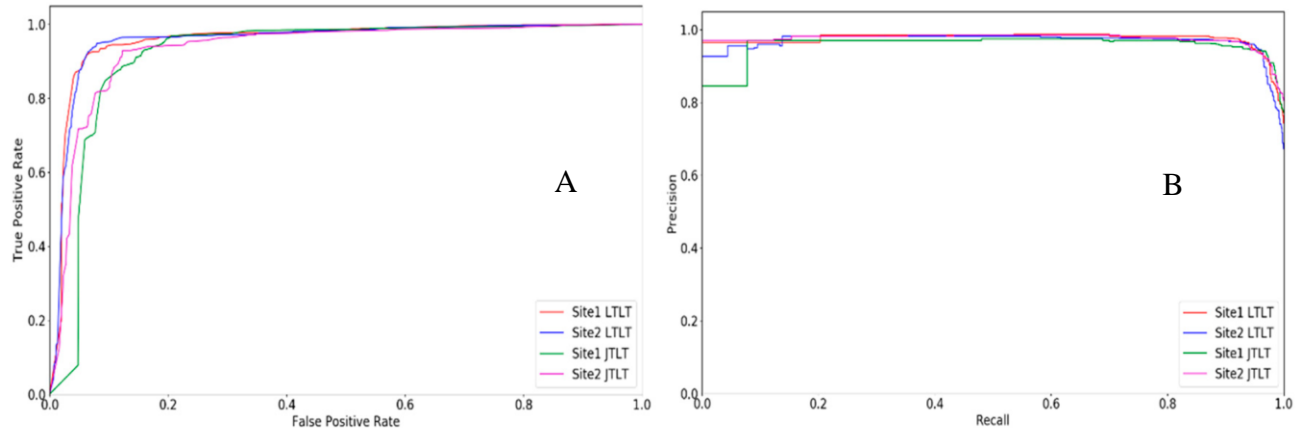 1.0
0.8
0.6
0.4
0.2
0.0
True Positive Rate
A
Site1 LTLT
Site2 LTLT
Site1 JTLT
Site2 JTLT
0.0 0.2 0.4 0.6 0.8 1.0
False Positive Rate
1.0
0.8
0.6
0.4
0.2
0.0
Precision
B
Site1 LTLT
Site2 LTLT
Site1 JTLT
Site2 JTLT
0.0 0.2 0.4 0.6 0.8 1.0
Recall